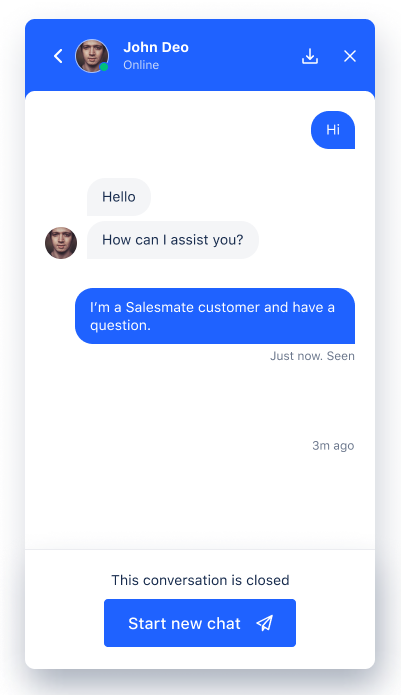 John Deo
Online
Hi
Hello
How can I assist you?
I’m a Salesmate customer and have a
question.
Just now. Seen
3m ago
This conversation is closed
Start new chat